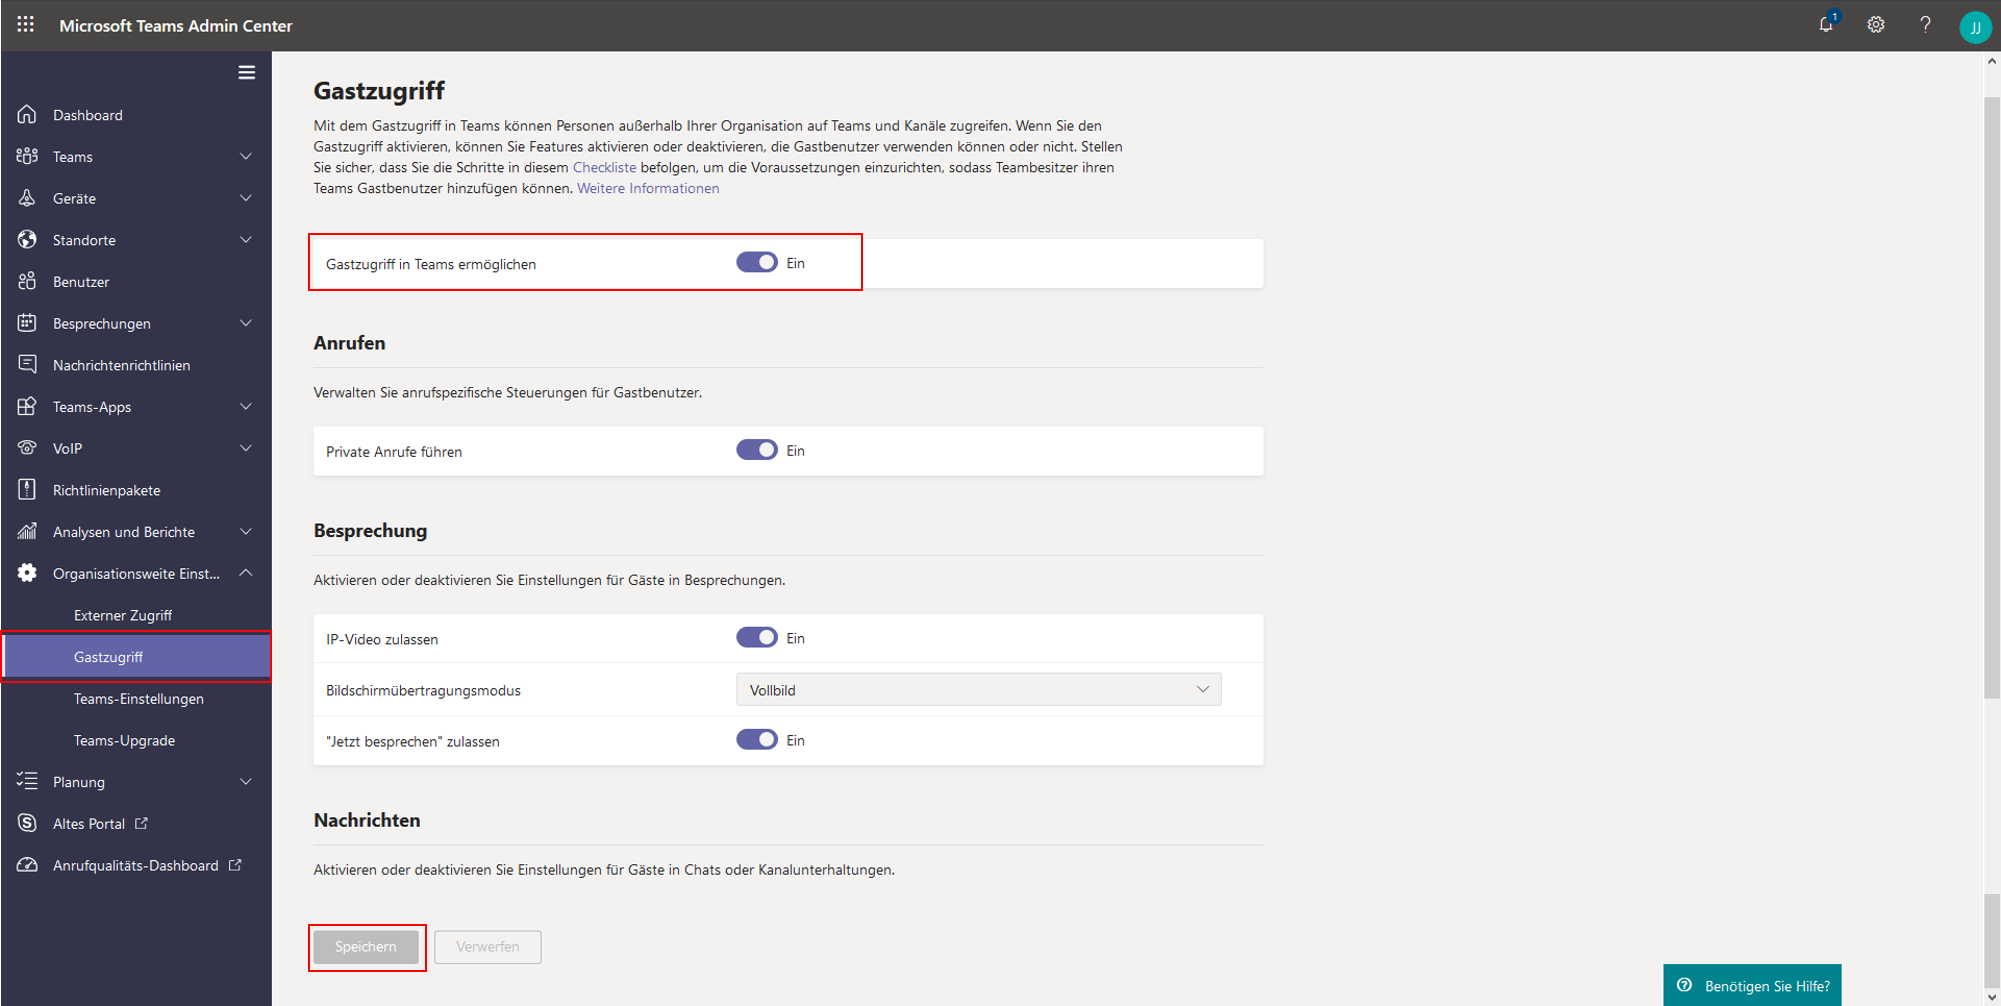 Microsoft Teams Admin Center
1
JJ
Dashboard
Teams
Geräte
Standorte
Benutzer
Besprechungen
Nachrichtenrichtlinien
Teams-Apps
VoIP
Richtlinienpakete
Analysen und Berichte
Organisationsweite Einst...
Externer Zugriff
Gastzugriff
Teams-Einstellungen
Teams-Upgrade
Planung
Altes Portal
Anrufqualitäts-Dashboard
Gastzugriff
Mit dem Gastzugriff in Teams können Personen außerhalb Ihrer Organisation auf Teams und Kanäle zugreifen. Wenn Sie den
Gastzugriff aktivieren, können Sie Features aktivieren oder deaktivieren, die Gastbenutzer verwenden können oder nicht. Stellen
Sie sicher, dass Sie die Schritte in diesem Checkliste befolgen, um die Voraussetzungen einzurichten, sodass Teambesitzer ihren
Teams Gastbenutzer hinzufügen können. Weitere Informationen
Gastzugriff in Teams ermöglichen Ein
Anrufen
Verwalten Sie anrufspezifische Steuerungen für Gastbenutzer.
Private Anrufe führen Ein
Besprechung
Aktivieren oder deaktivieren Sie Einstellungen für Gäste in Besprechungen.
IP-Video zulassen Ein
Bildschirmübertragungsmodus Vollbild
"Jetzt besprechen" zulassen Ein
Nachrichten
Aktivieren oder deaktivieren Sie Einstellungen für Gäste in Chats oder Kanalunterhaltungen.
Speichern Verwerfen
Benötigen Sie Hilfe?